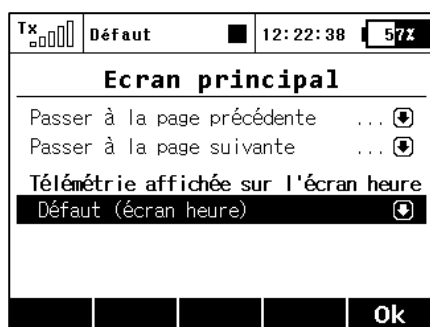 Tx Défaut 12:22:38 57%
Ecran principal
Passer à la page précédente ...
Passer à la page suivante ...
Télémétrie affichée sur l'écran heure
Défaut (écran heure)
Ok